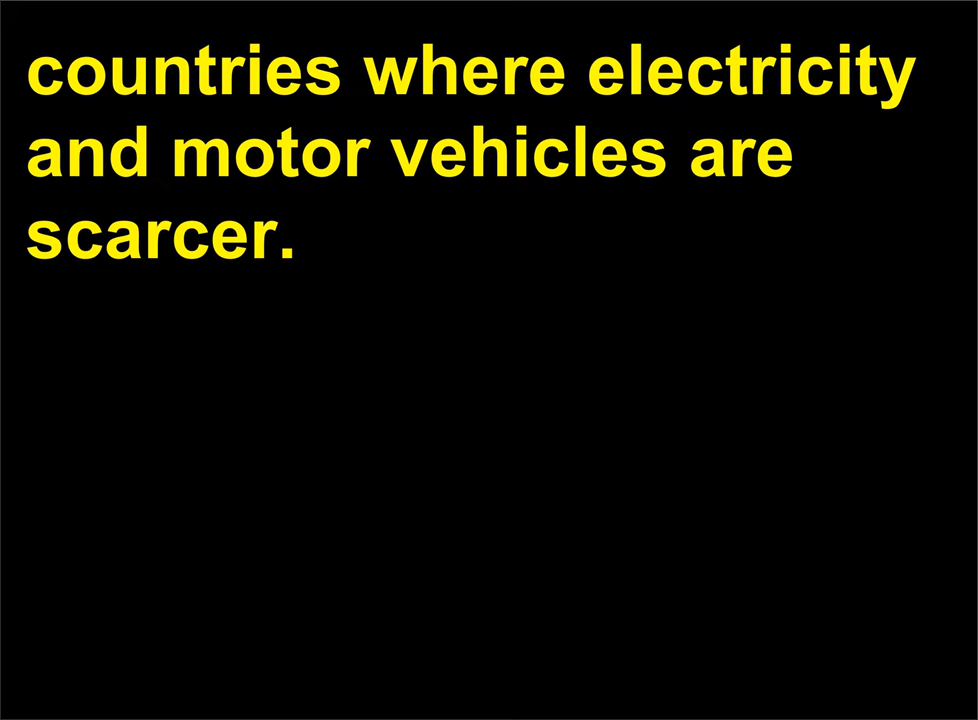 countries where electricity
and motor vehicles are
scarcer.